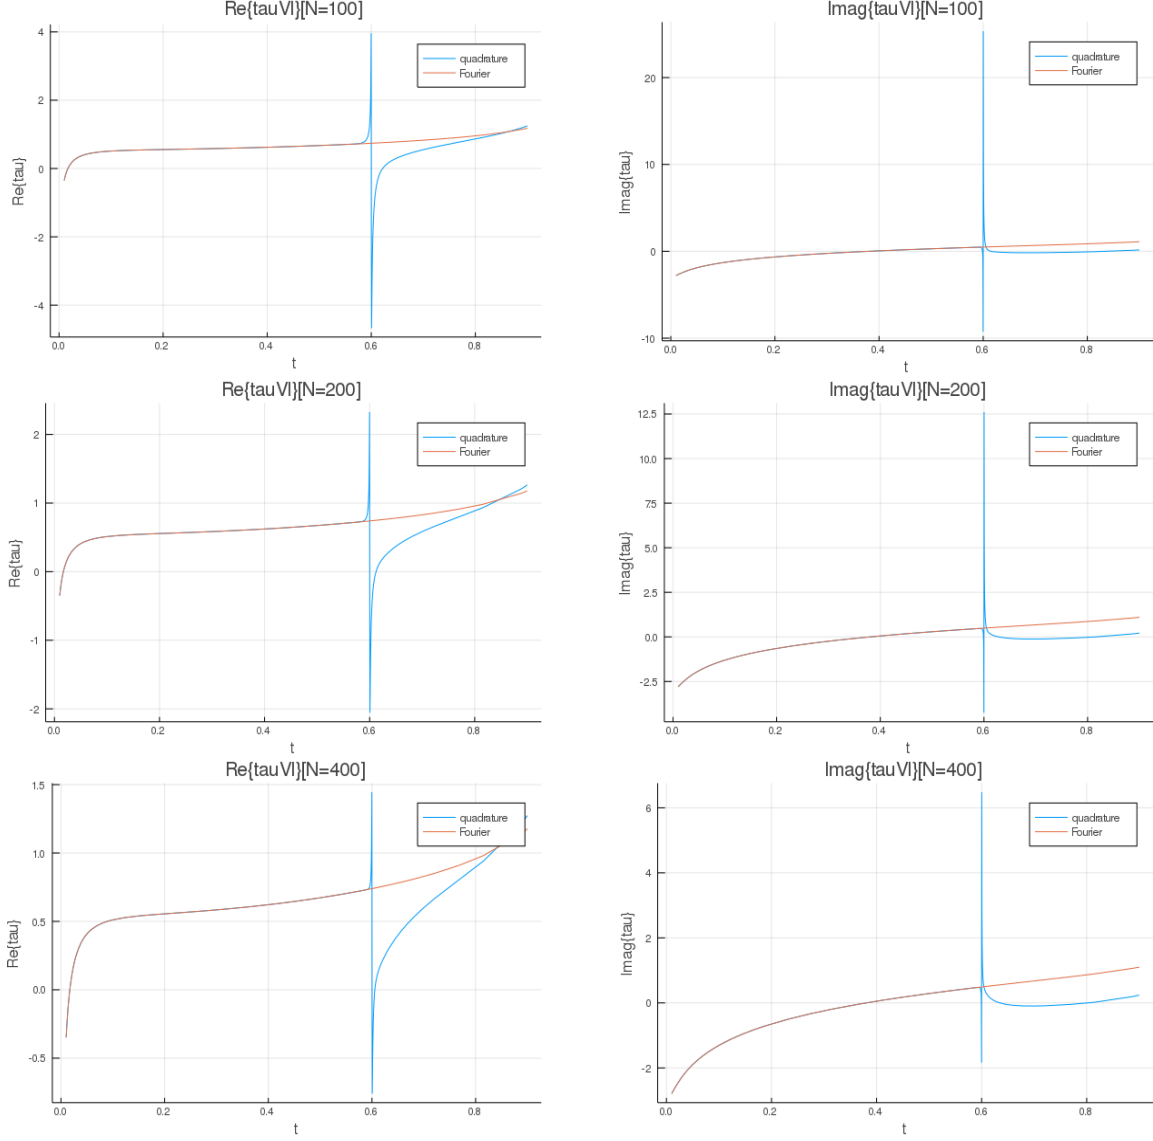 Re{tauVI}[N=100]
4
2
0
-2
-4
Re{tau}
quadrature
Fourier
0.0 0.2 0.4 0.6 0.8
t
Imag{tauVI}[N=100]
20
10
0
-10
Imag{tau}
quadrature
Fourier
0.0 0.2 0.4 0.6 0.8
t
Re{tauVI}[N=200]
2
1
0
-1
-2
Re{tau}
quadrature
Fourier
0.0 0.2 0.4 0.6 0.8
t
Imag{tauVI}[N=200]
12.5
10.0
7.5
5.0
2.5
0.0
-2.5
Imag{tau}
quadrature
Fourier
0.0 0.2 0.4 0.6 0.8
t
Re{tauVI}[N=400]
1.5
1.0
0.5
0.0
-0.5
Re{tau}
quadrature
Fourier
0.0 0.2 0.4 0.6 0.8
t
Imag{tauVI}[N=400]
6
4
2
0
-2
Imag{tau}
quadrature
Fourier
0.0 0.2 0.4 0.6 0.8
t